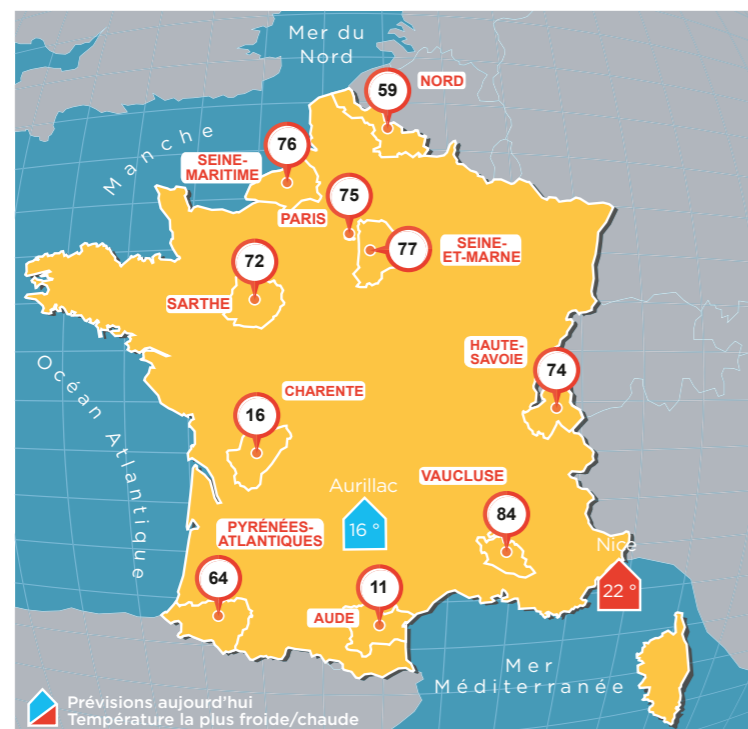 Mer du
Nord
59
NORD
Manche
76
SEINE-
MARITIME
75
PARIS
77
SEINE-
ET-MARNE
72
SARTHE
HAUTE-
SAVOIE
74
Océan Atlantique
CHARENTE
16
Aurillac
16 °
VAUCLUSE
84
PYRÉNÉES-
ATLANTIQUES
64
Nice
22 °
11
AUDE
Mer
Méditerranée
Prévisions aujourd'hui
Température la plus froide/chaude